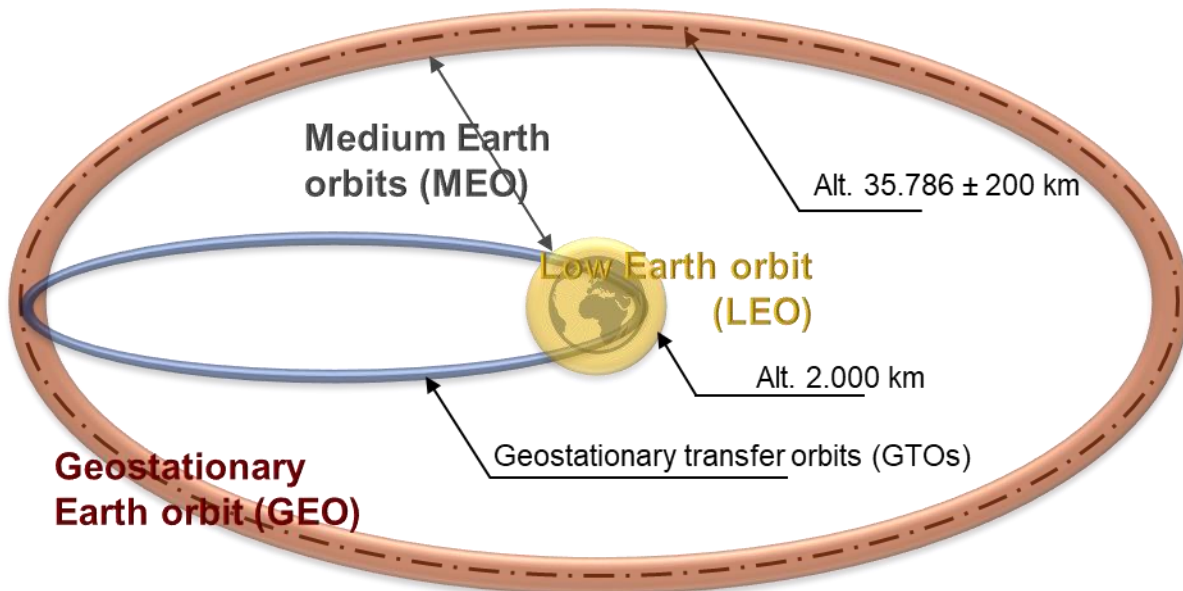 Medium Earth
orbits (MEO)
Alt. 35.786 ± 200 km
Low Earth orbit
(LEO)
Alt. 2.000 km
Geostationary transfer orbits (GTOs)
Geostationary
Earth orbit (GEO)